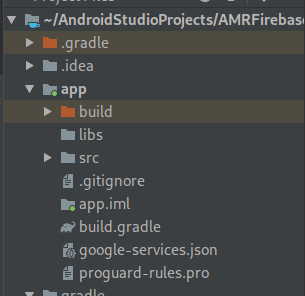 ~/AndroidStudioProjects/AMRFirebase
.gradle
.idea
app
build
libs
src
.gitignore
app.iml
build.gradle
google-services.json
proguard-rules.pro
gradle